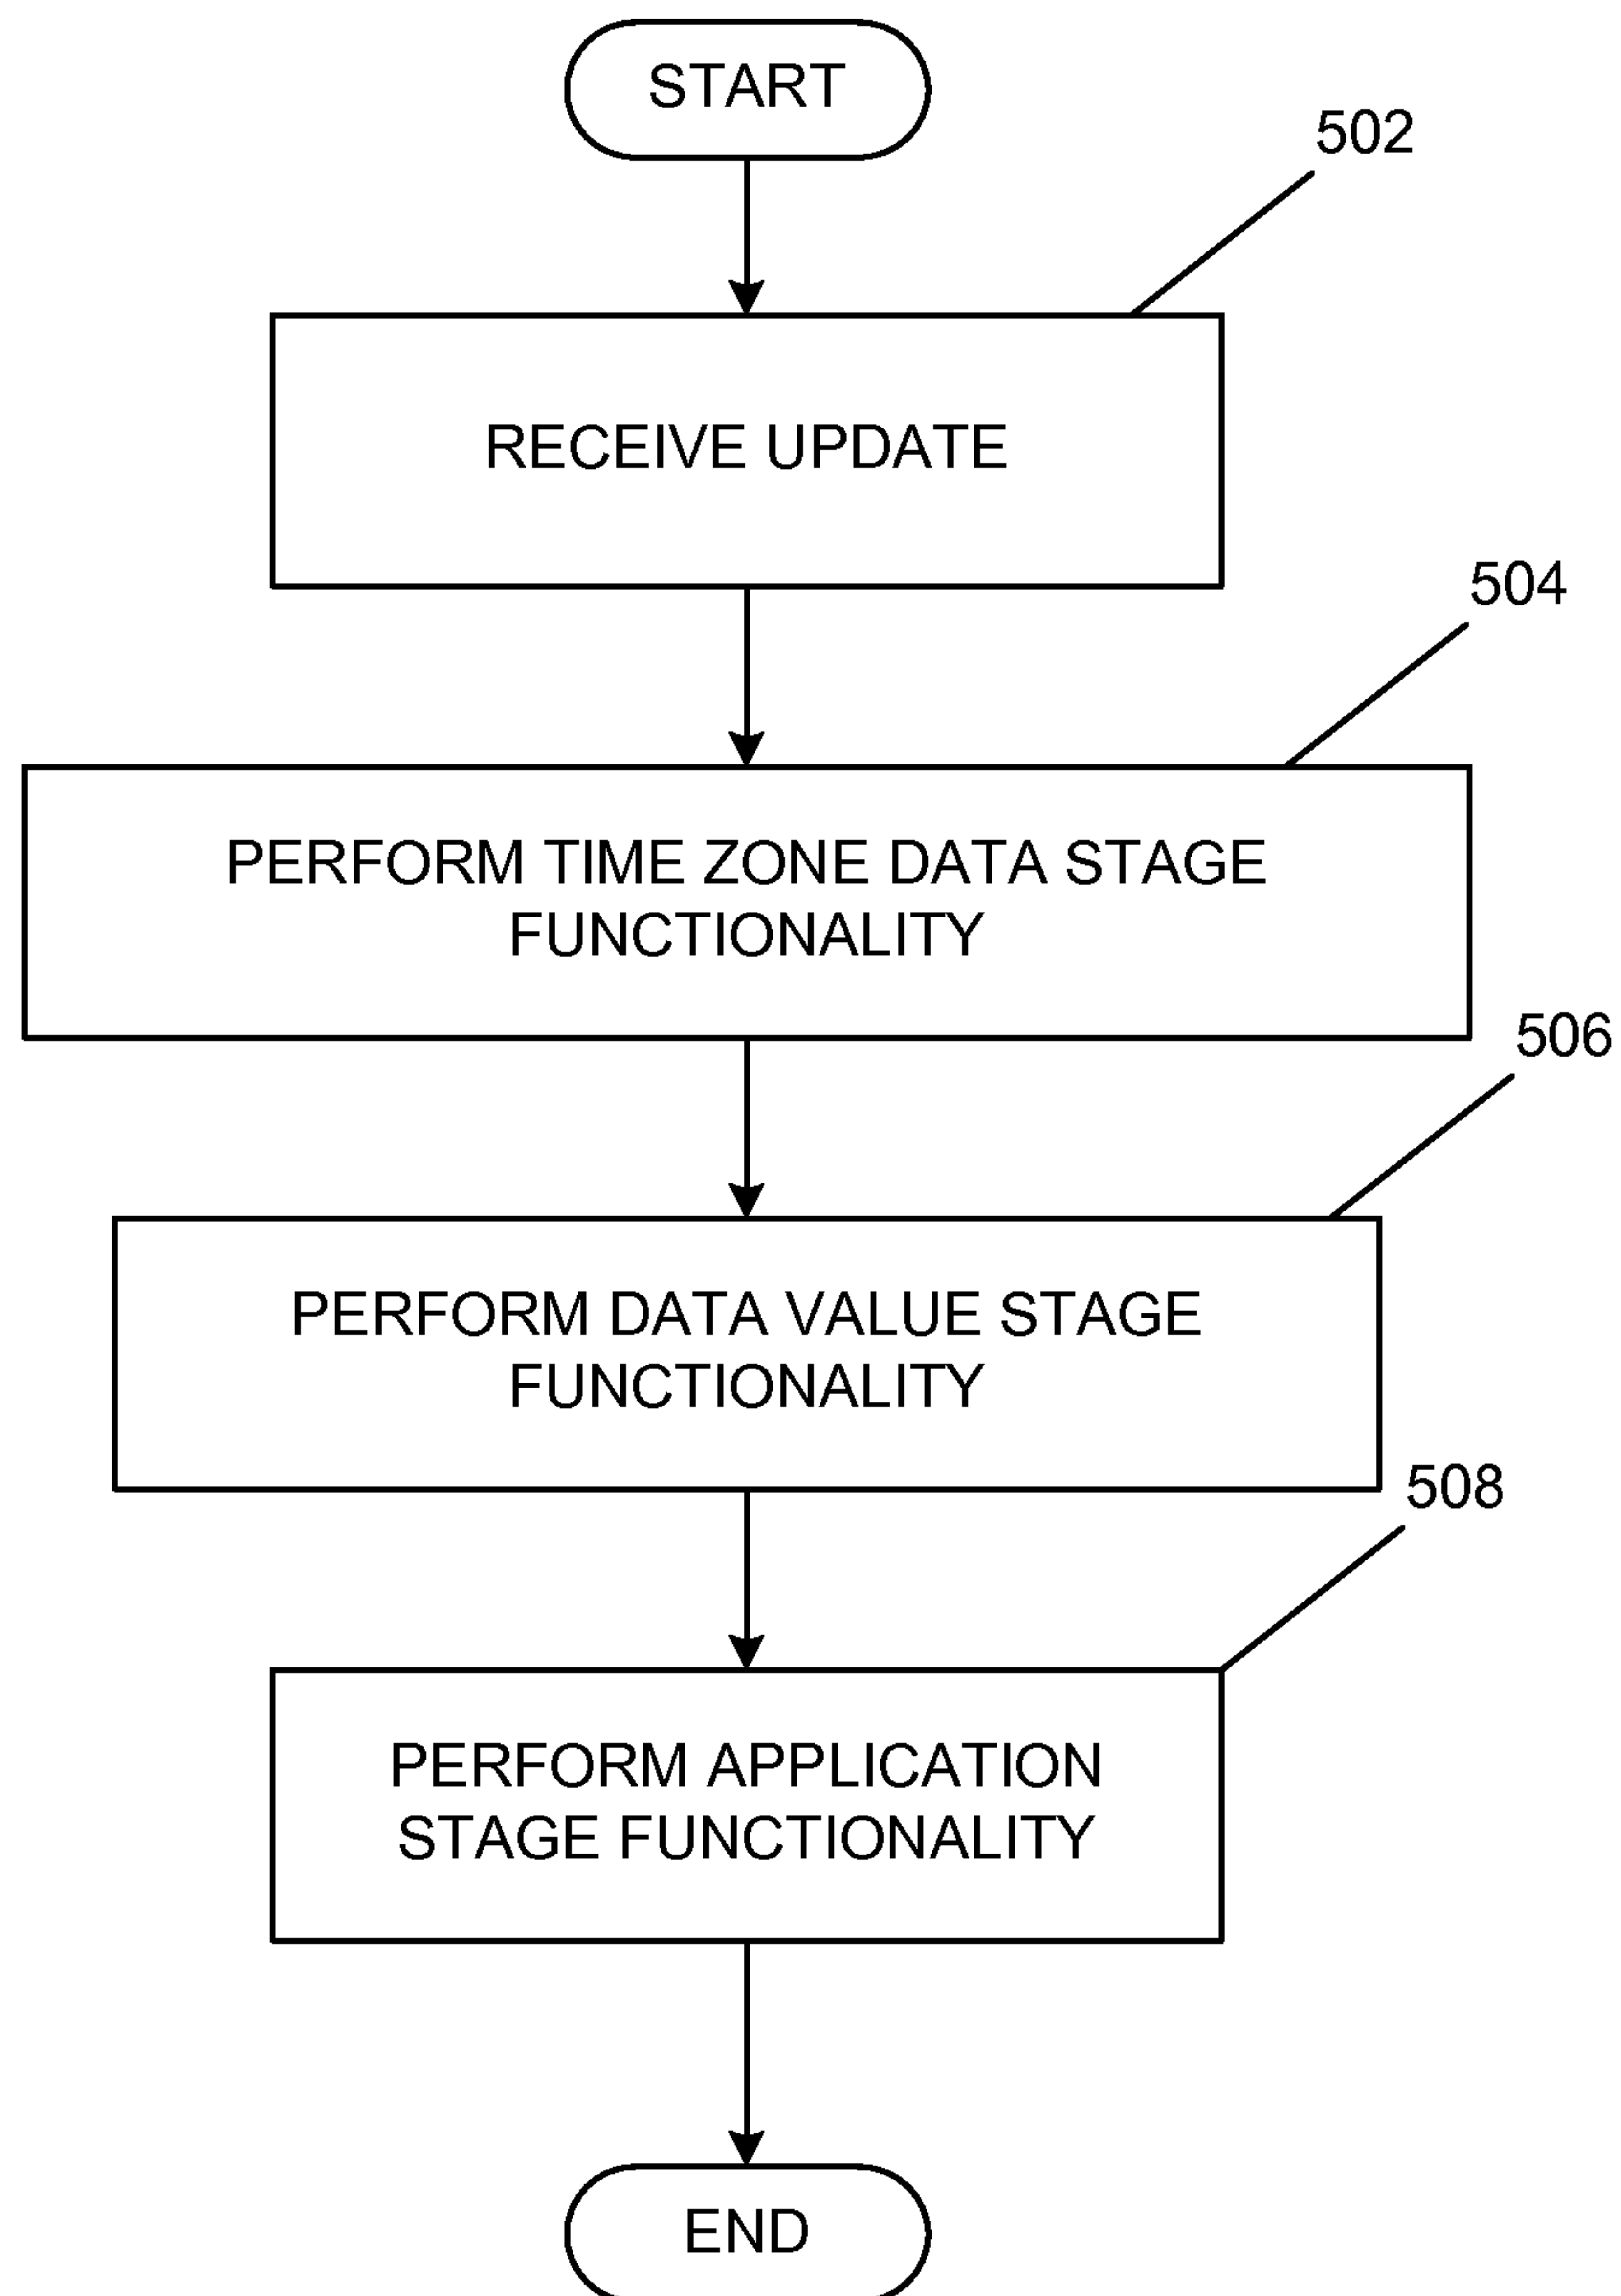 START
502
RECEIVE UPDATE
504
PERFORM TIME ZONE DATA STAGE
FUNCTIONALITY
506
PERFORM DATA VALUE STAGE
FUNCTIONALITY
508
PERFORM APPLICATION
STAGE FUNCTIONALITY
END